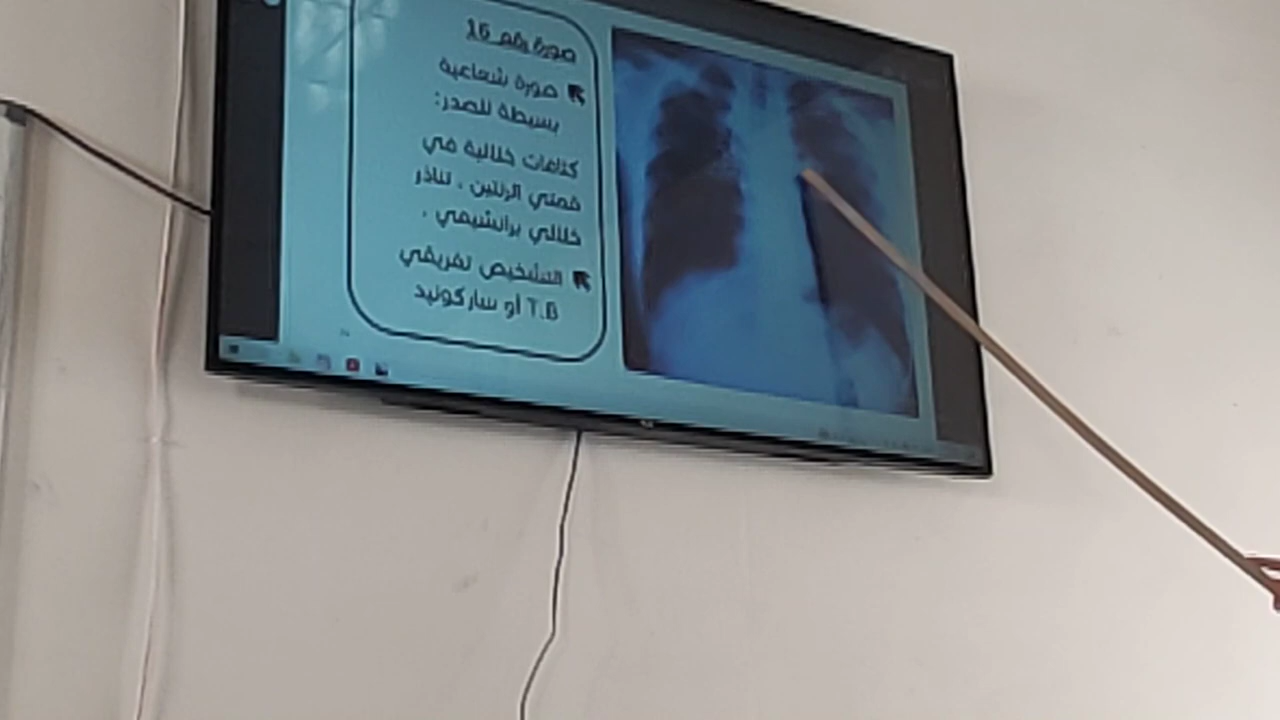 صورة رقم 16
صورة شعاعية
بسيطة للصدر:
كثافات خلالية في
قمتي الرئتين ، تناذر
خلالي برانشيمي .
التشخيص تفريقي
T.B أو ساركوئيد